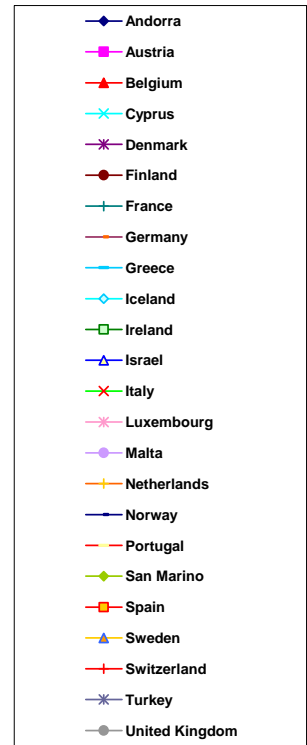 Andorra
Austria
Belgium
Cyprus
Denmark
Finland
France
Germany
Greece
Iceland
Ireland
Israel
Italy
Luxembourg
Malta
Netherlands
Norway
Portugal
San Marino
Spain
Sweden
Switzerland
Turkey
United Kingdom